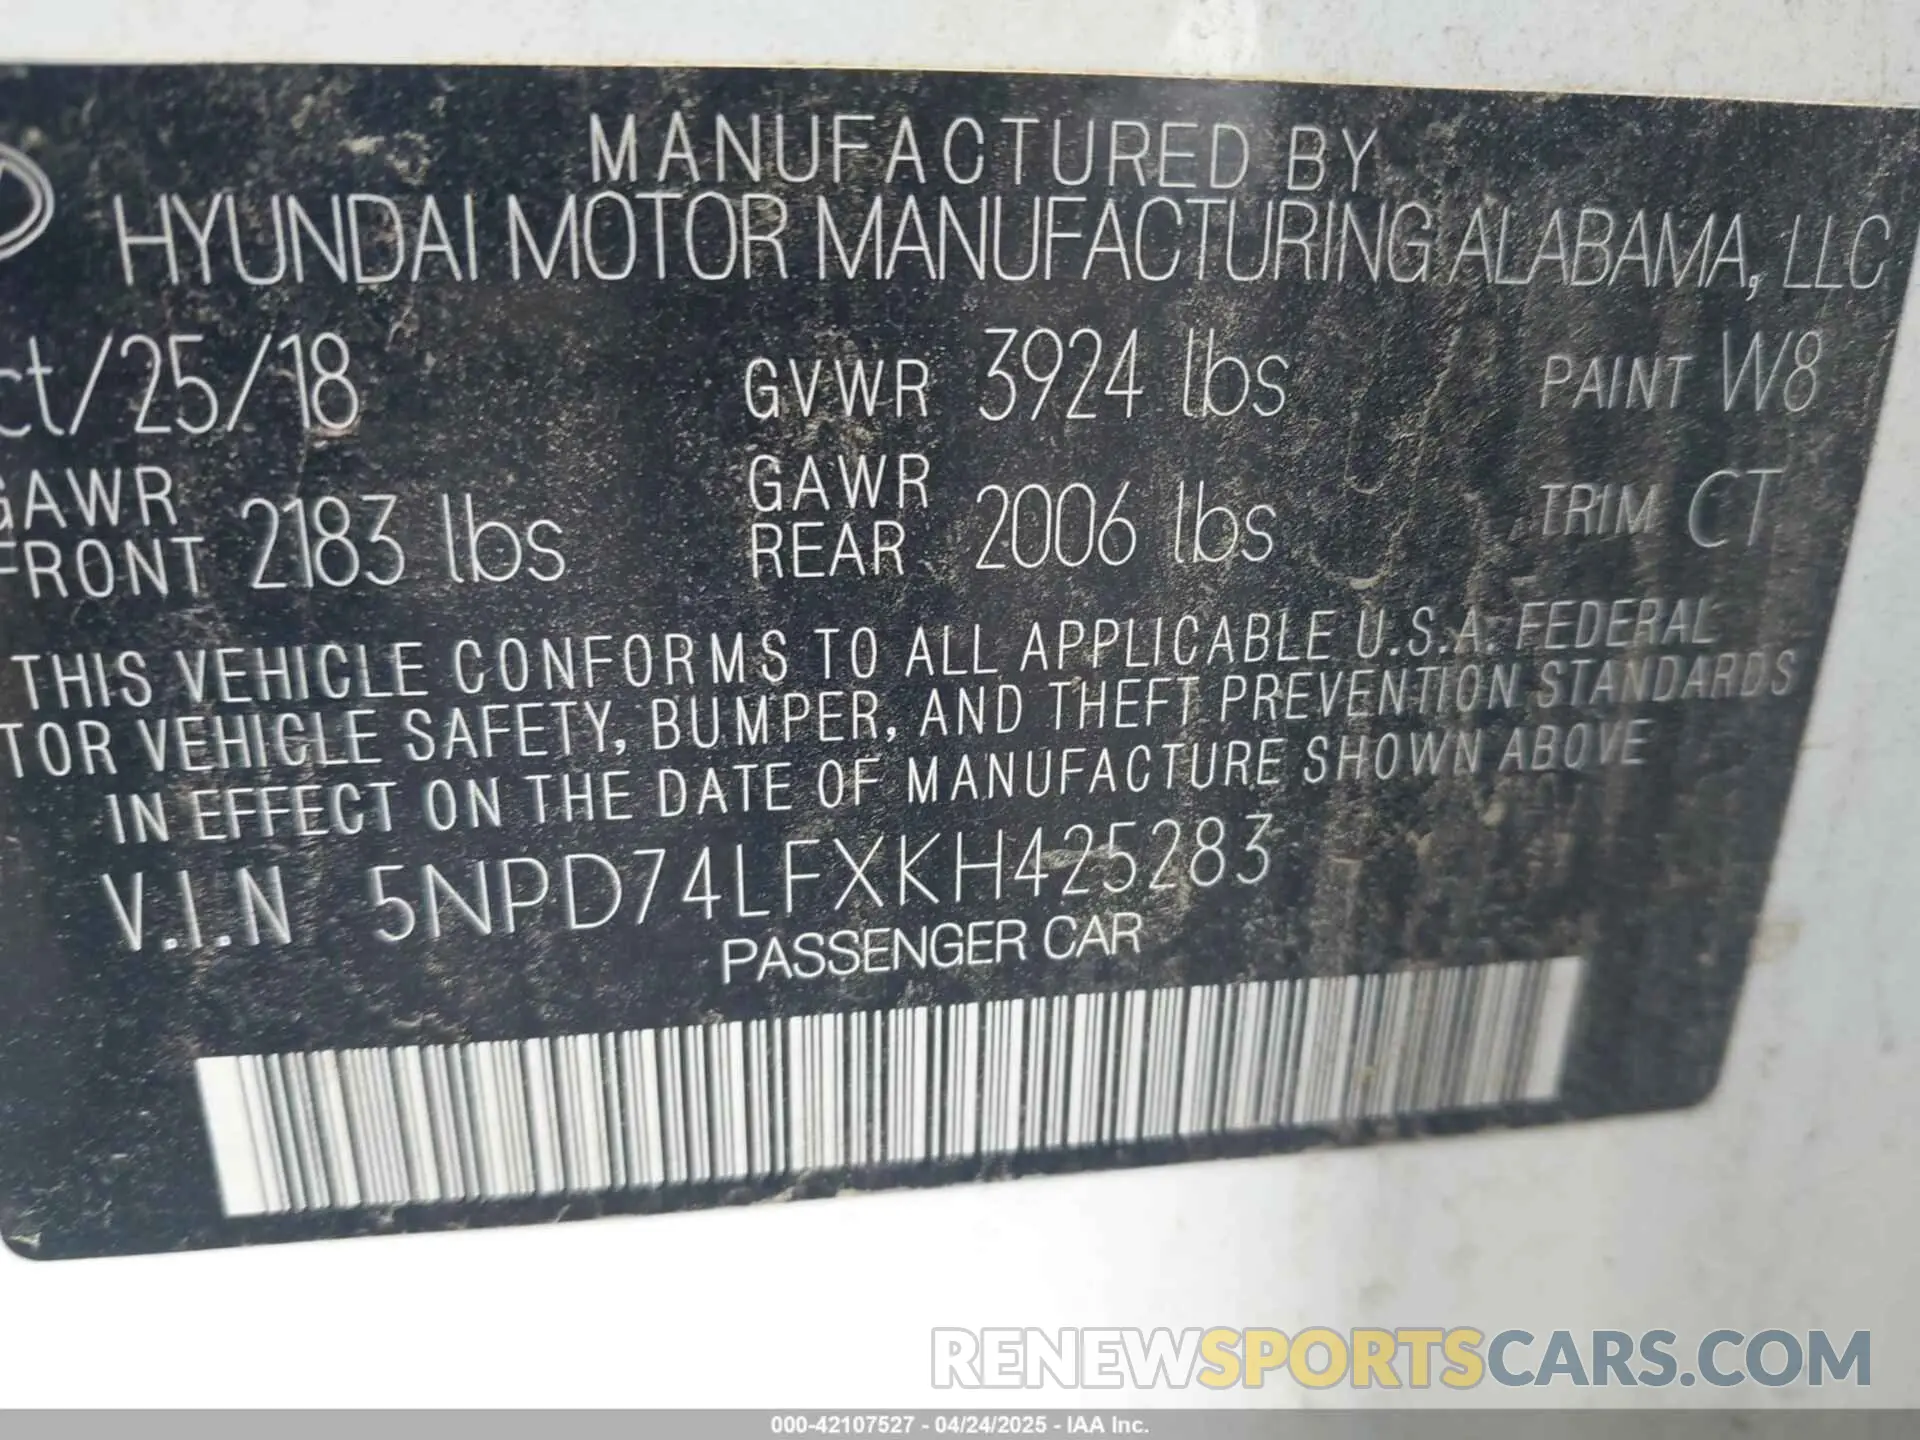 MANUFACTURED BY
HYUNDAI MOTOR MANUFACTURING ALABAMA, LLC
ct/25/18 GVWR 3924 lbs PAINT W8
GAWR FRONT 2183 lbs GAWR REAR 2006 lbs TRIM CT
THIS VEHICLE CONFORMS TO ALL APPLICABLE U.S.A. FEDERAL
TOR VEHICLE SAFETY, BUMPER, AND THEFT PREVENTION STANDARDS
IN EFFECT ON THE DATE OF MANUFACTURE SHOWN ABOVE
V.I.N 5NPD74LFXKH425283
PASSENGER CAR
RENEWSPORTSCARS.COM
000-42107527 - 04/24/2025 - IAA Inc.